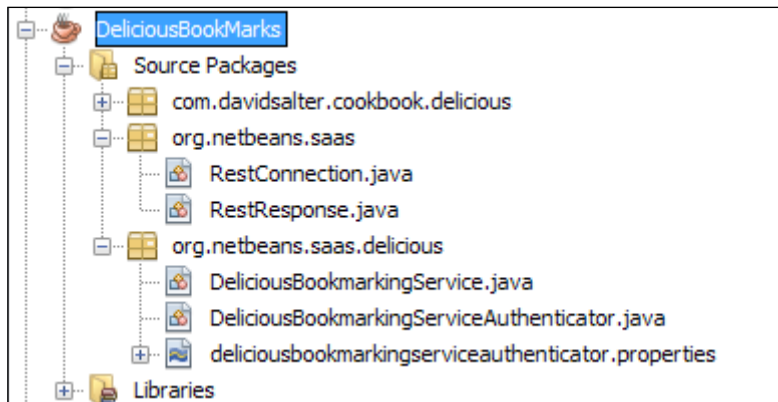 DeliciousBookMarks
Source Packages
com.davidsalter.cookbook.delicious
org.netbeans.saas
RestConnection.java
RestResponse.java
org.netbeans.saas.delicious
DeliciousBookmarkingService.java
DeliciousBookmarkingServiceAuthenticator.java
deliciousbookmarkingserviceauthenticator.properties
Libraries